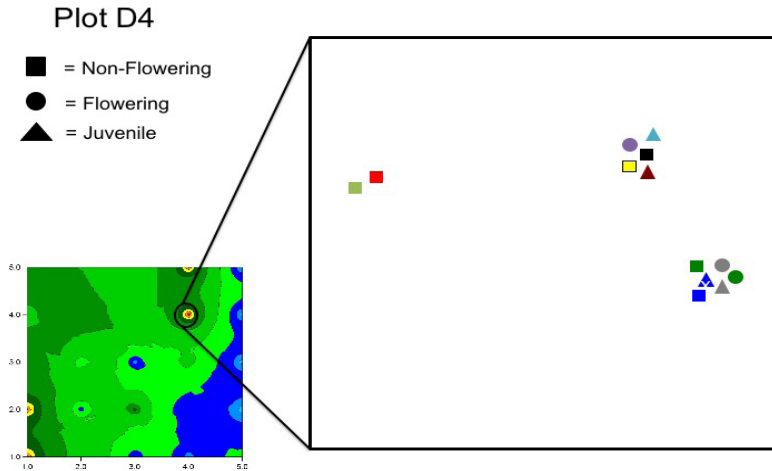 Plot D4
= Non-Flowering
= Flowering
= Juvenile
5.0
4.0
3.0
2.0
1.0
1.0 2.0 3.0 4.0 5.0